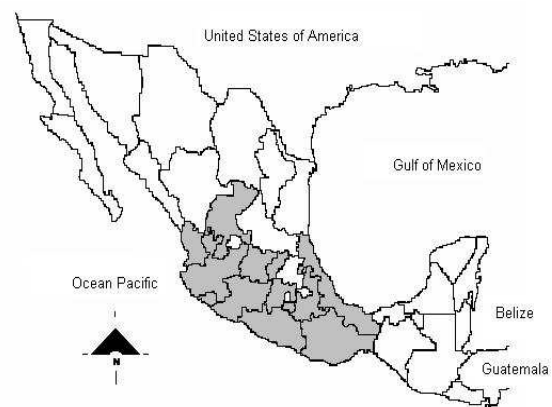 United States of America
Gulf of Mexico
Ocean Pacific
Belize
Guatemala
N